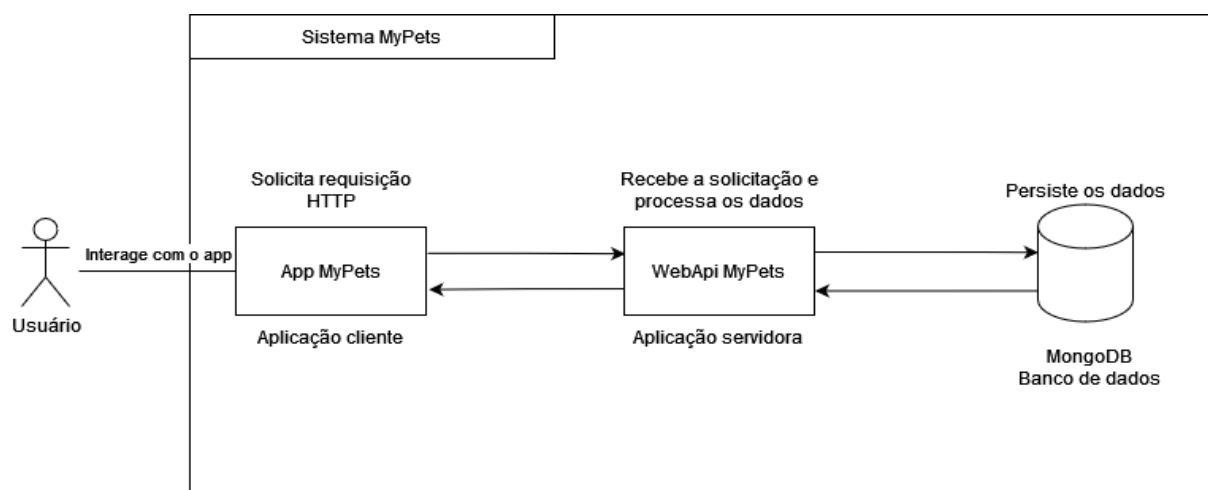 Sistema MyPets
Solicita requisição
HTTP
Recebe a solicitação e
processa os dados
Persiste os dados
Interage com o app
App MyPets
WebApi MyPets
Usuário
Aplicação cliente
Aplicação servidora
MongoDB
Banco de dados